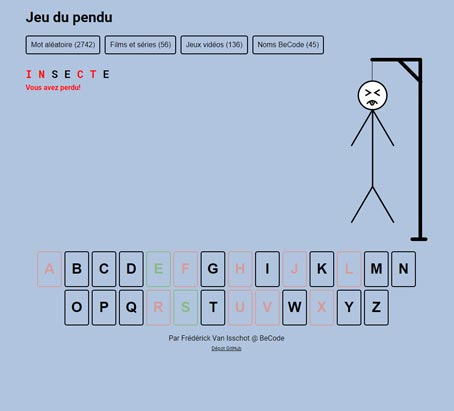 Jeu du pendu
Mot aléatoire (2742) Films et séries (56) Jeux vidéos (136) Noms BeCode (45)
I N S E C T E
Vous avez perdu!
A B C D E F G H I J K L M N
O P Q R S T U V W X Y Z
Par Frédérick Van Isschot @ BeCode
Dépot GitHub